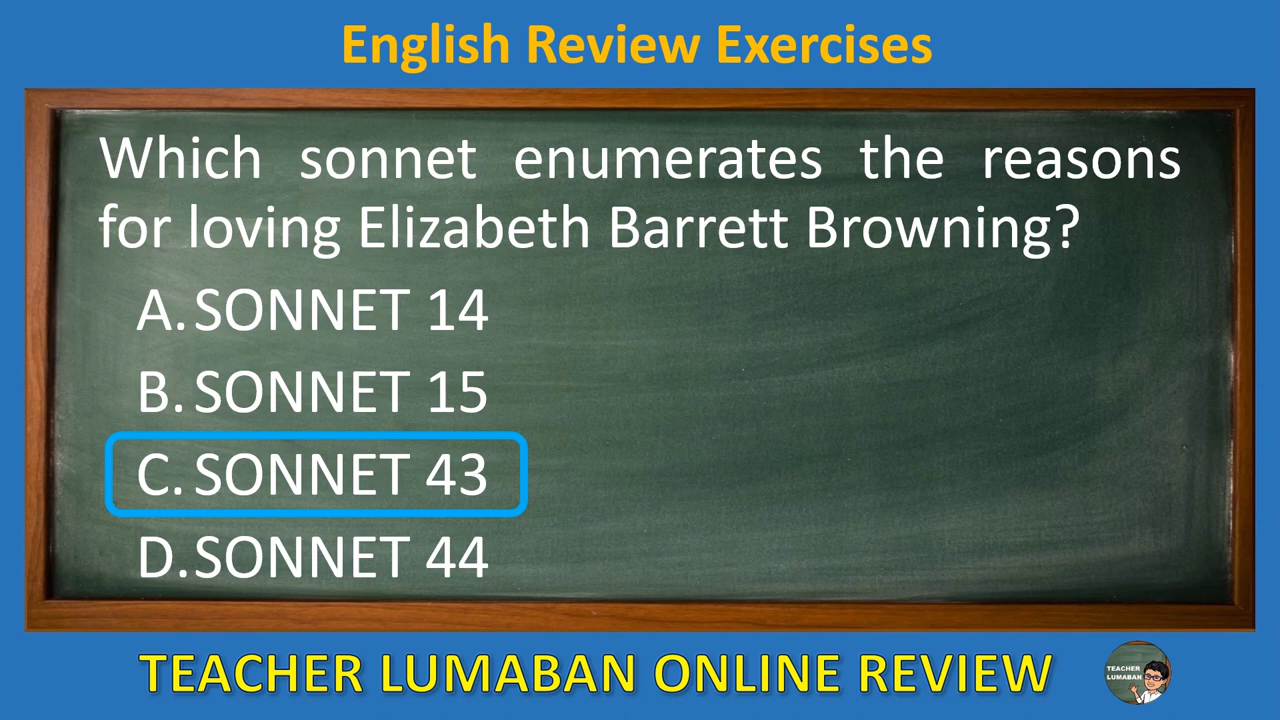 English Review Exercises
Which sonnet enumerates the reasons
for loving Elizabeth Barrett Browning?
A. SONNET 14
B. SONNET 15
C. SONNET 43
D. SONNET 44
TEACHER LUMABAN ONLINE REVIEW
TEACHER
LUMABAN